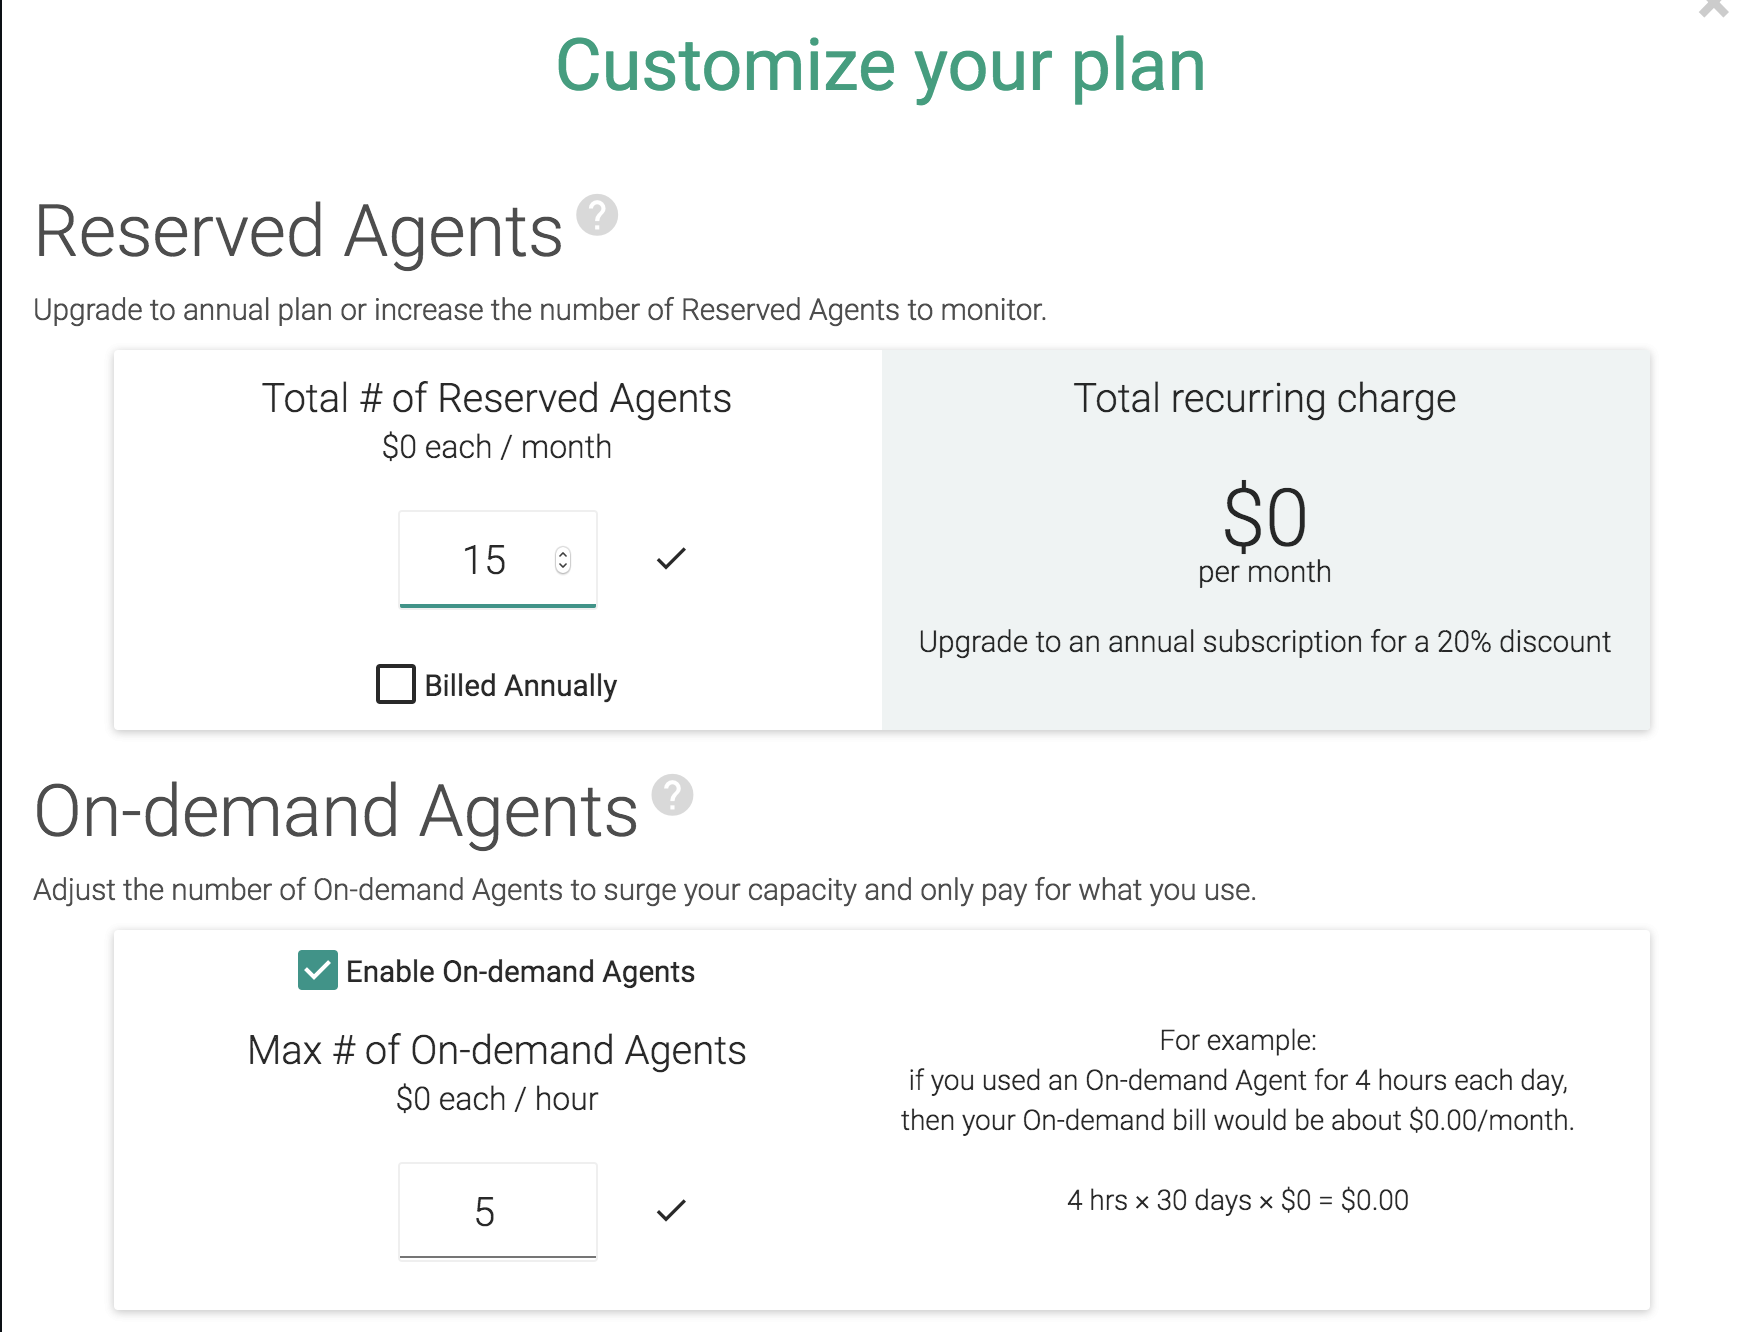 Customize your plan
Reserved Agents ?
Upgrade to annual plan or increase the number of Reserved Agents to monitor.
Total # of Reserved Agents
$0 each / month
15
Billed Annually
Total recurring charge
$0
per month
Upgrade to an annual subscription for a 20% discount
On-demand Agents ?
Adjust the number of On-demand Agents to surge your capacity and only pay for what you use.
Enable On-demand Agents
Max # of On-demand Agents
$0 each / hour
5
For example:
if you used an On-demand Agent for 4 hours each day,
then your On-demand bill would be about $0.00/month.
4 hrs × 30 days × $0 = $0.00